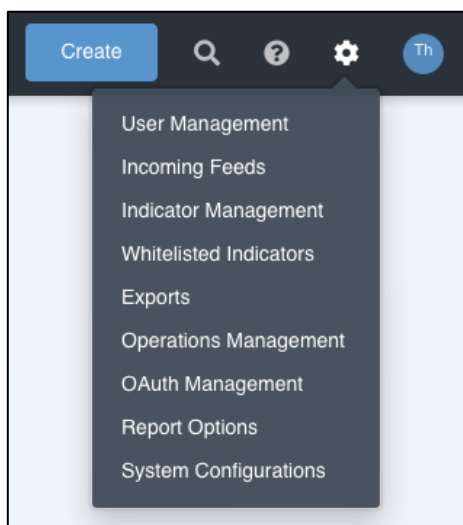 Create
Th
User Management
Incoming Feeds
Indicator Management
Whitelisted Indicators
Exports
Operations Management
OAuth Management
Report Options
System Configurations